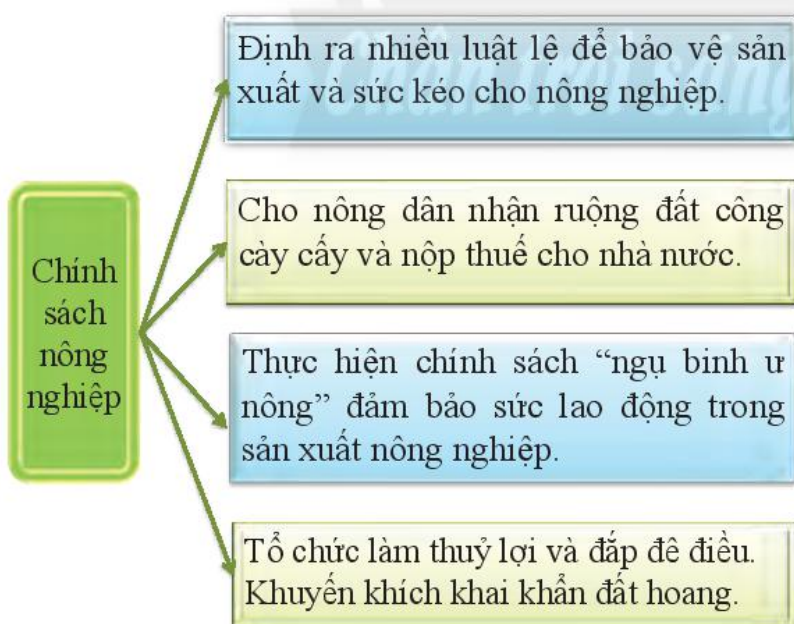 Chân trời sáng
Định ra nhiều luật lệ để bảo vệ sản
xuất và sức kéo cho nông nghiệp.
Cho nông dân nhận ruộng đất công
cày cấy và nộp thuế cho nhà nước.
Chính
sách
nông
nghiệp
Thực hiện chính sách “ngụ binh ư
nông” đảm bảo sức lao động trong
sản xuất nông nghiệp.
Tổ chức làm thuỷ lợi và đắp đê điều.
Khuyến khích khai khẩn đất hoang.